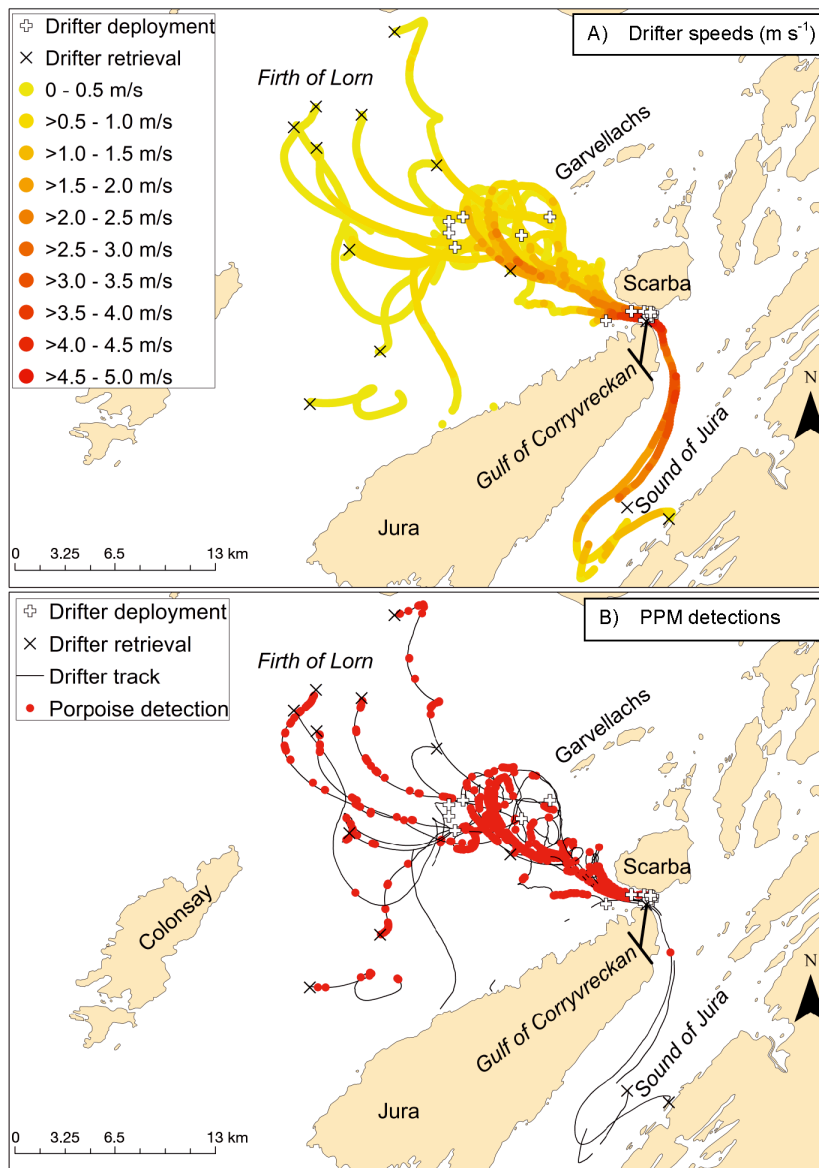 A) Drifter speeds (m s⁻¹)
Drifter deployment
Drifter retrieval
0 - 0.5 m/s
>0.5 - 1.0 m/s
>1.0 - 1.5 m/s
>1.5 - 2.0 m/s
>2.0 - 2.5 m/s
>2.5 - 3.0 m/s
>3.0 - 3.5 m/s
>3.5 - 4.0 m/s
>4.0 - 4.5 m/s
>4.5 - 5.0 m/s
Firth of Lorn
Garvellachs
Scarba
Gulf of Corryvreckan
Sound of Jura
Jura
N
0 3.25 6.5 13 km
B) PPM detections
Drifter deployment
Drifter retrieval
Drifter track
Porpoise detection
Firth of Lorn
Garvellachs
Scarba
Colonsay
Gulf of Corryvreckan
Sound of Jura
Jura
N
0 3.25 6.5 13 km